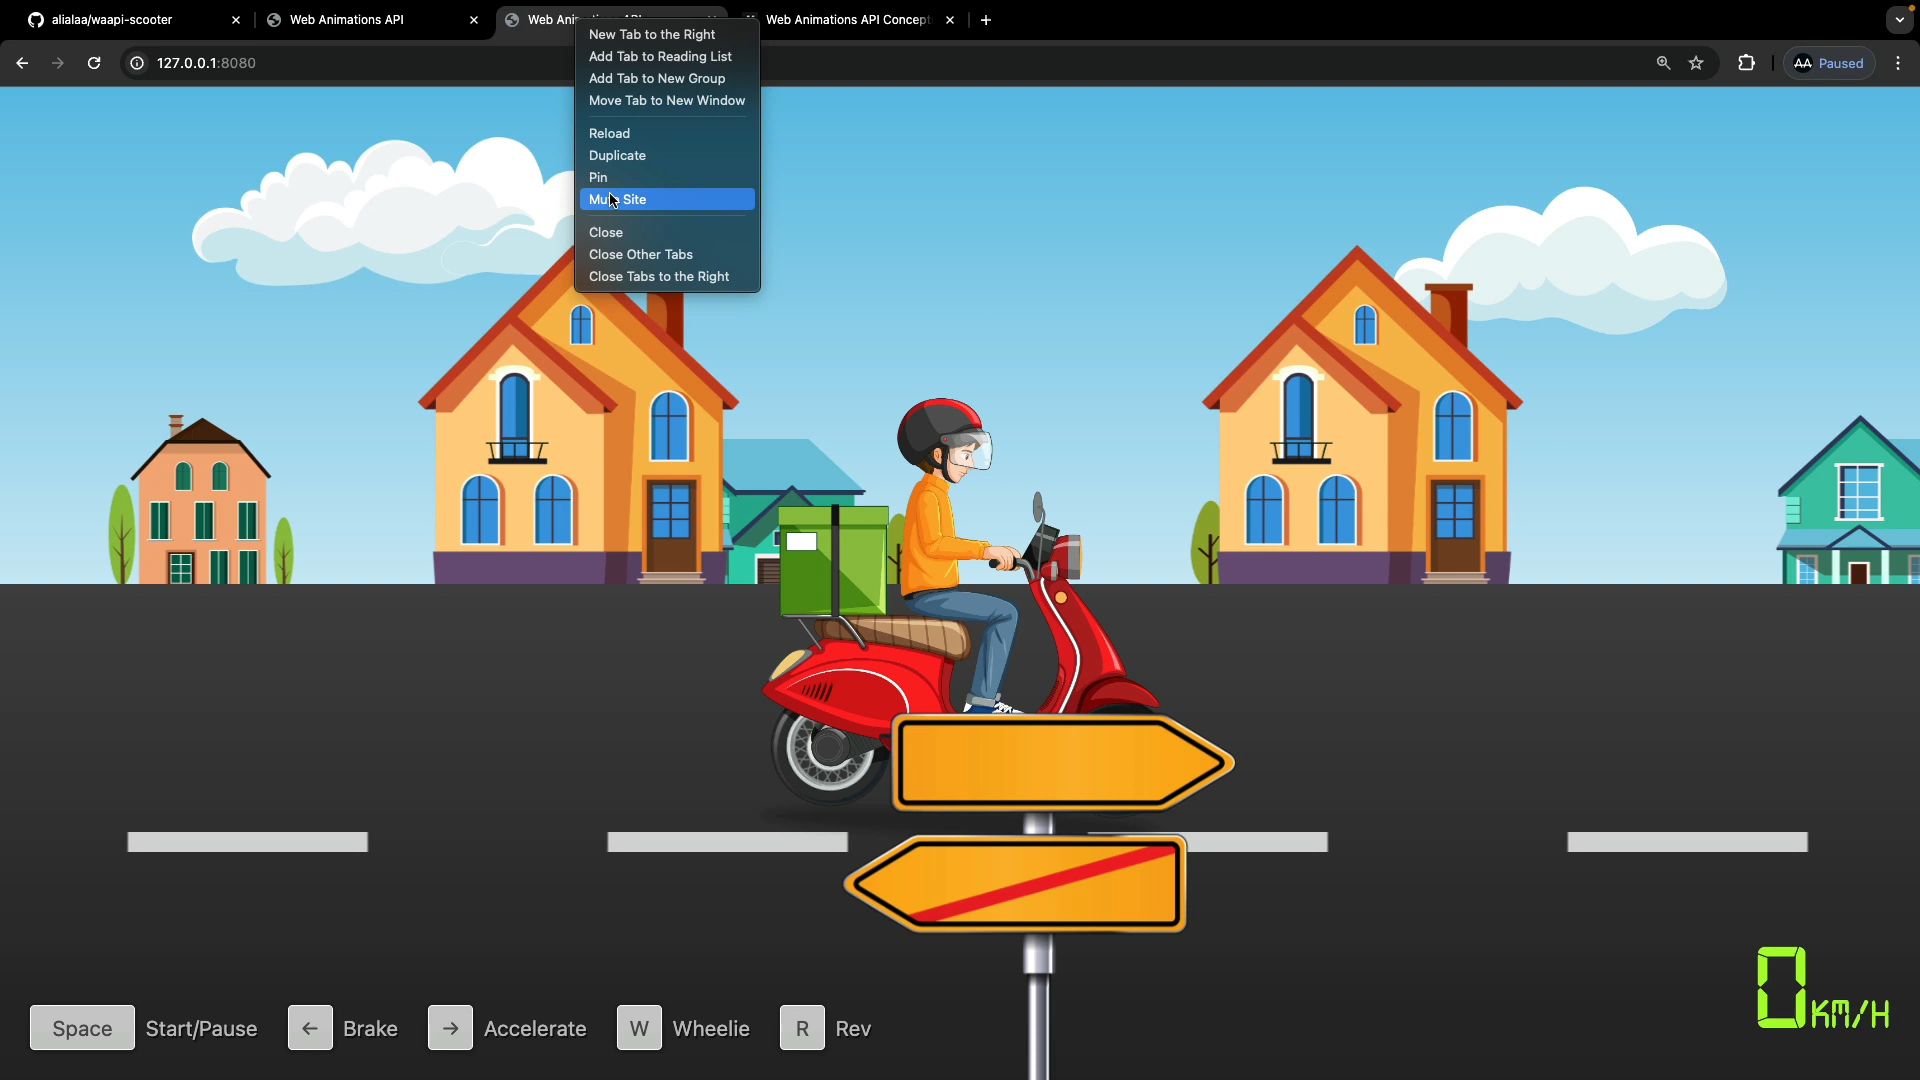 alialaa/waapi-scooter
Web Animations API
Web Animations API Concept
127.0.0.1:8080
AA Paused
New Tab to the Right
Add Tab to Reading List
Add Tab to New Group
Move Tab to New Window
Reload
Duplicate
Pin
Mute Site
Close
Close Other Tabs
Close Tabs to the Right
0 KM/H
Space Start/Pause ← Brake → Accelerate W Wheelie R Rev